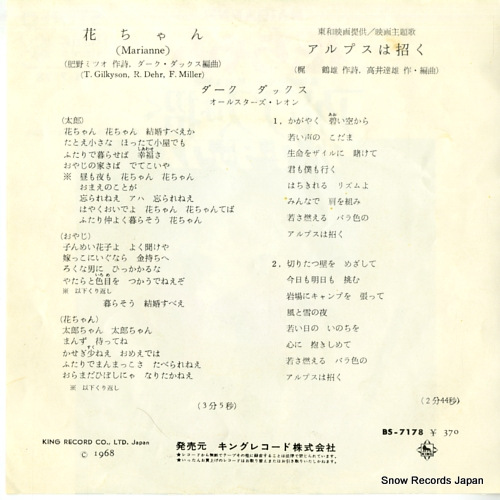 花ちゃん
(Marianne)
(肥野ミツオ 作詩、ダーク・ダックス編曲)
(T. Gilkyson, R. Dehr, F. Miller)
東和映画提供／映画主題歌
アルプスは招く
(梶 鶴雄 作詩、高井達雄 作・編曲)
ダーク ダックス
オールスターズ・レオン
(太郎)
花ちゃん 花ちゃん 結婚すべえか
たとえ小さな ほったて小屋でも
ふたりで暮らせば 幸福さ
しあわせ
おやじの家さば でてこいや
※ 昼も夜も 花ちゃん 花ちゃん
おまえのことが
忘られねえ アハ 忘られねえ
はやくおいでよ 花ちゃん 花ちゃんてば
ふたり仲よく暮らそう 花ちゃん
(おやじ)
子んめい花子よ よく聞けや
嫁っこにいぐなら 金持ちへ
ろくな男に ひっかかるな
いろめ
やたらと色目を つかうでねえぞ
※ 以下くり返し
暮らそう 結婚すべえ
(花ちゃん)
太郎ちゃん 太郎ちゃん
まんず 待ってね
かせぎ少ねえ おめえでは
ふたりでまんまっこさ たべられねえ
おらまだひぼしにゃ なりたかねえ
※ 以下くり返し
(3分5秒)
1、かがやく 碧い空から
あお
若い声の こだま
生命をザイルに 賭けて
君も僕も行く
はちきれる リズムよ
みんなで 肩を組み
若さ燃える バラ色の
アルプスは招く
2、切りたつ壁を めざして
今日も明日も 挑む
岩場にキャンプを 張って
風と雪の夜
若い日の いのちを
心に 抱きしめて
若さ燃える バラ色の
アルプスは招く
(2分44秒)
BS-7178 ¥ 370
KING RECORD CO., LTD. Japan
© 1968
発売元 キングレコード株式会社
Snow Records Japan